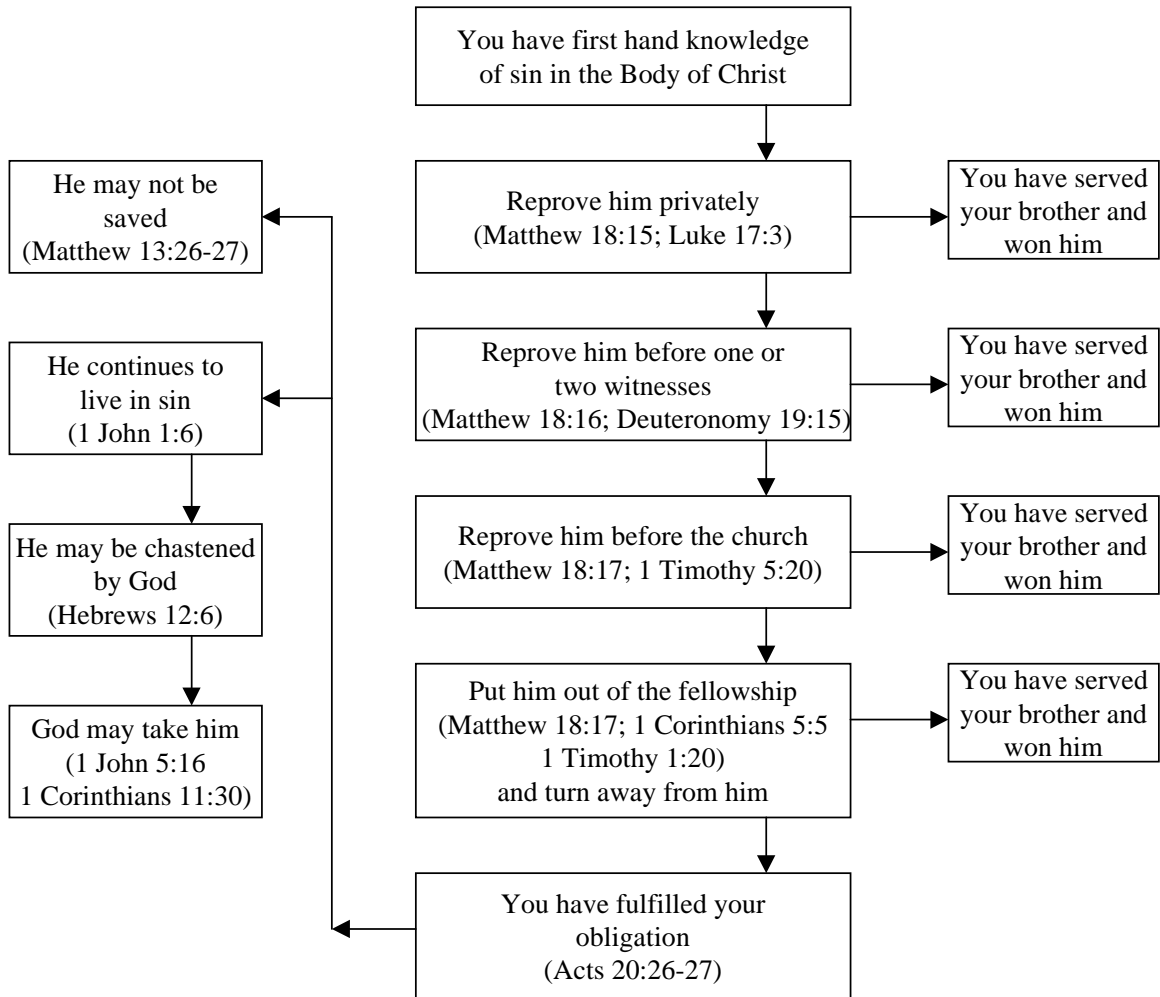 You have first hand knowledge
of sin in the Body of Christ
He may not be
saved
(Matthew 13:26-27)
Reprove him privately
(Matthew 18:15; Luke 17:3)
You have served
your brother and
won him
He continues to
live in sin
(1 John 1:6)
Reprove him before one or
two witnesses
(Matthew 18:16; Deuteronomy 19:15)
You have served
your brother and
won him
He may be chastened
by God
(Hebrews 12:6)
Reprove him before the church
(Matthew 18:17; 1 Timothy 5:20)
You have served
your brother and
won him
God may take him
(1 John 5:16
1 Corinthians 11:30)
Put him out of the fellowship
(Matthew 18:17; 1 Corinthians 5:5
1 Timothy 1:20)
and turn away from him
You have served
your brother and
won him
You have fulfilled your
obligation
(Acts 20:26-27)